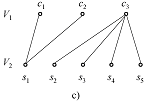 V₁ c₁ c₂ c₃
V₂
s₁ s₂ s₃ s₄ s₅
c)